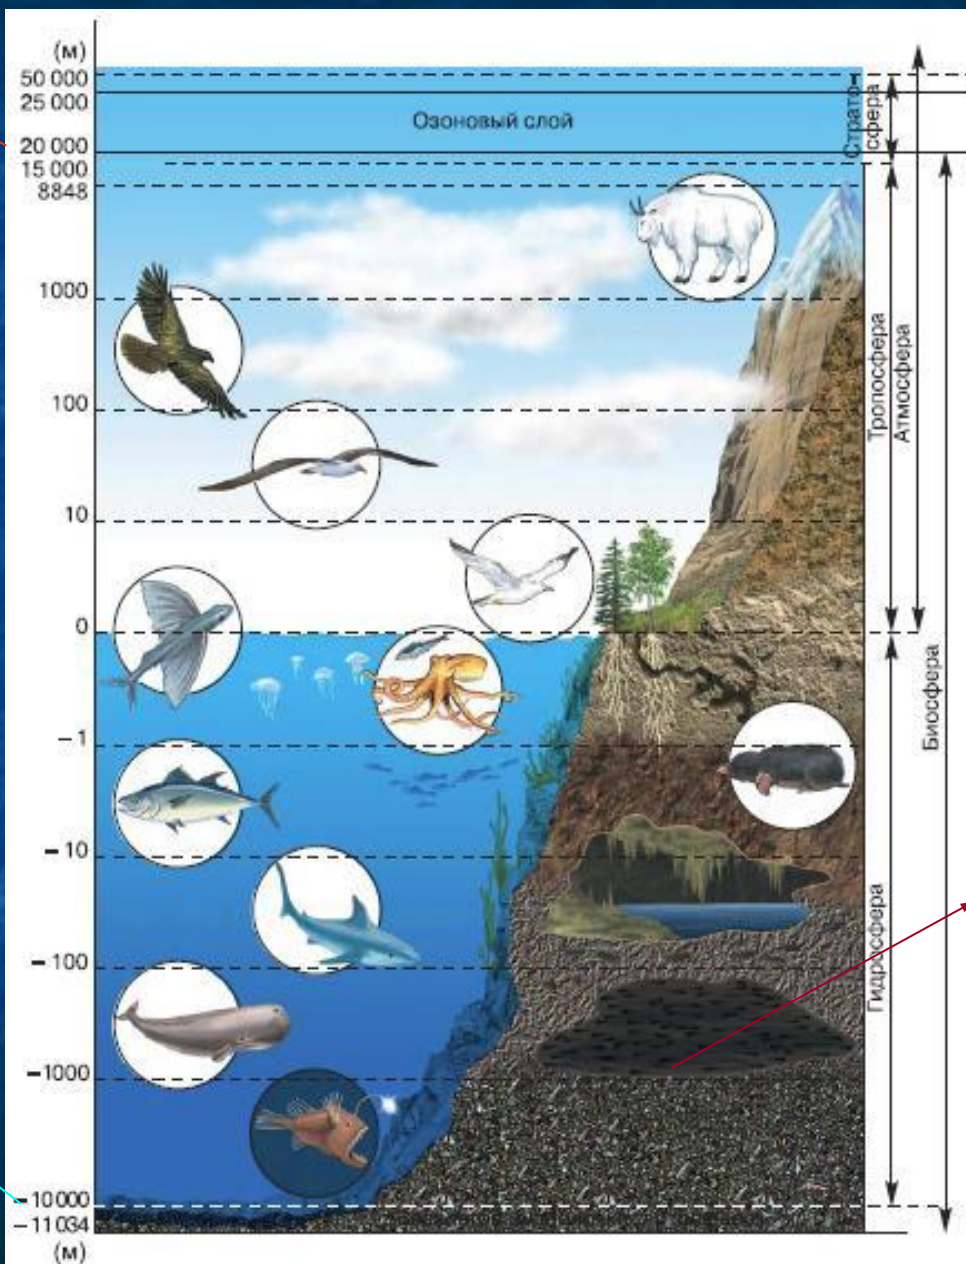 (м)
50 000
25 000
Озоновый слой
Страто-
сфера
20 000
15 000
8848
1000
Тропосфера
Атмосфера
100
10
0
Биосфера
–1
–10
Гидросфера
–100
–1000
–10 000
–11 034
(м)